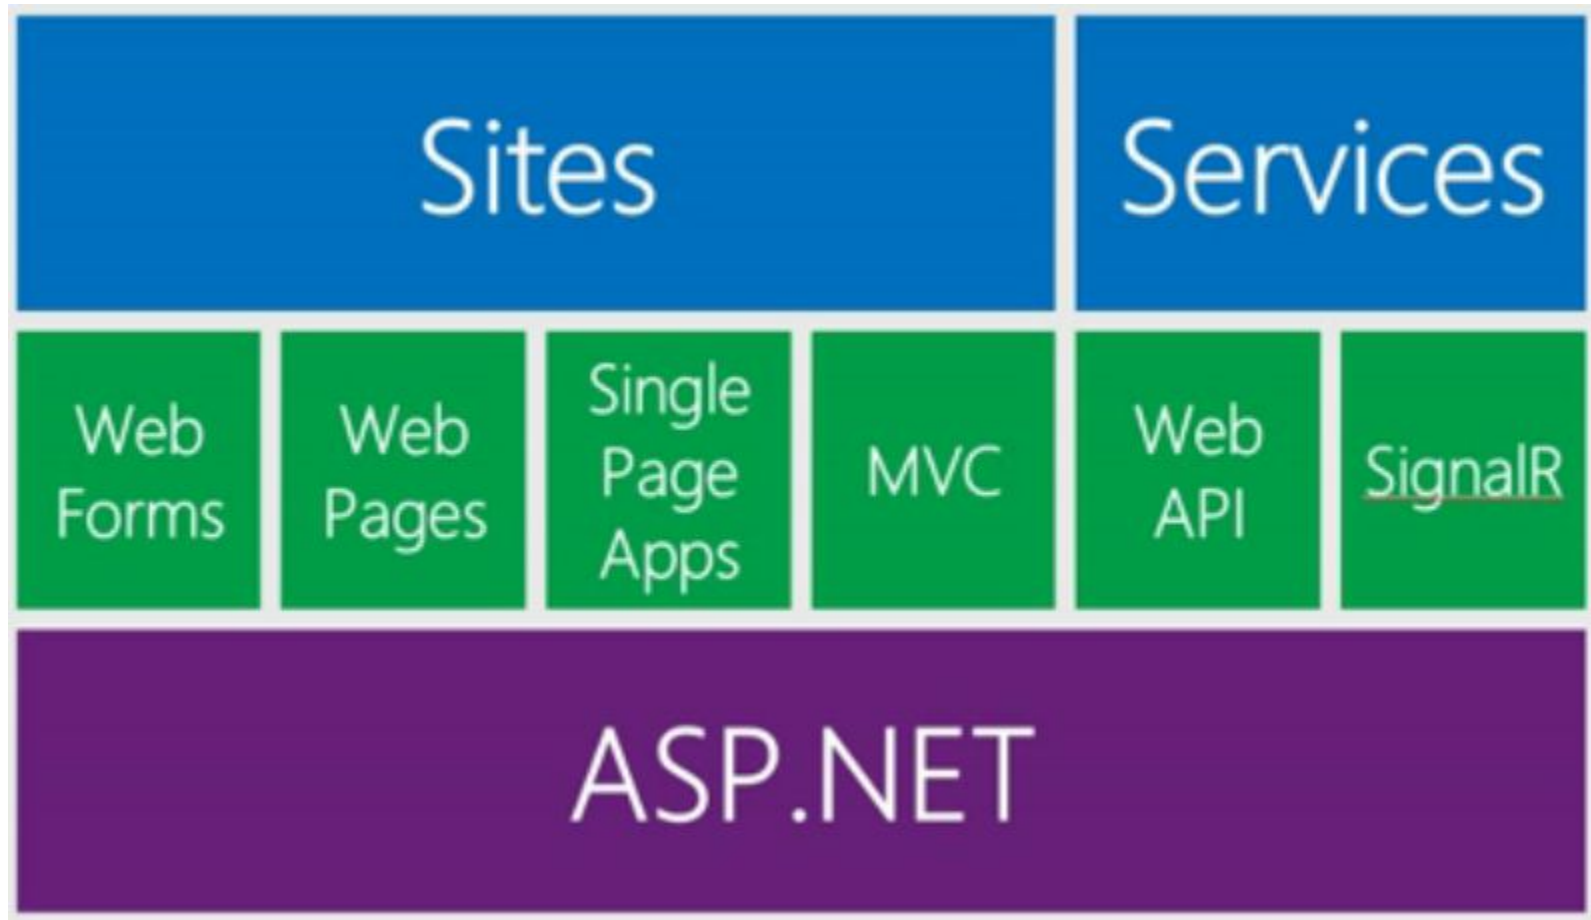 Sites
Services
Web
Forms
Web
Pages
Single
Page
Apps
MVC
Web
API
SignalR
ASP.NET